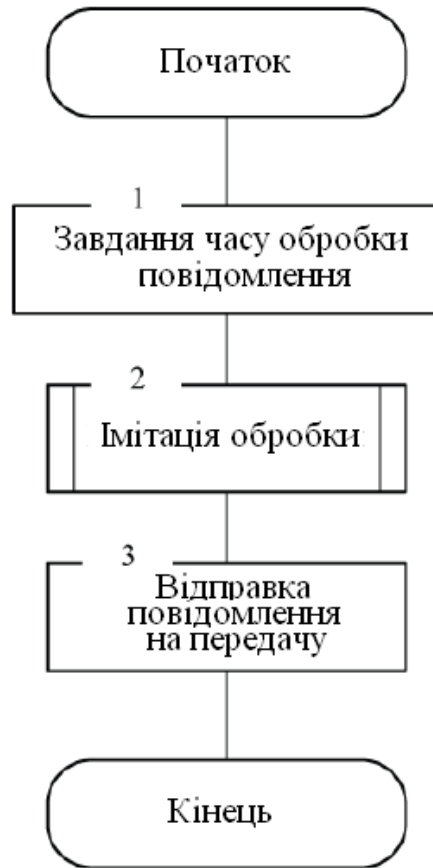 Початок
1
Завдання часу обробки
повідомлення
2
Імітація обробки
3
Відправка
повідомлення
на передачу
Кінець